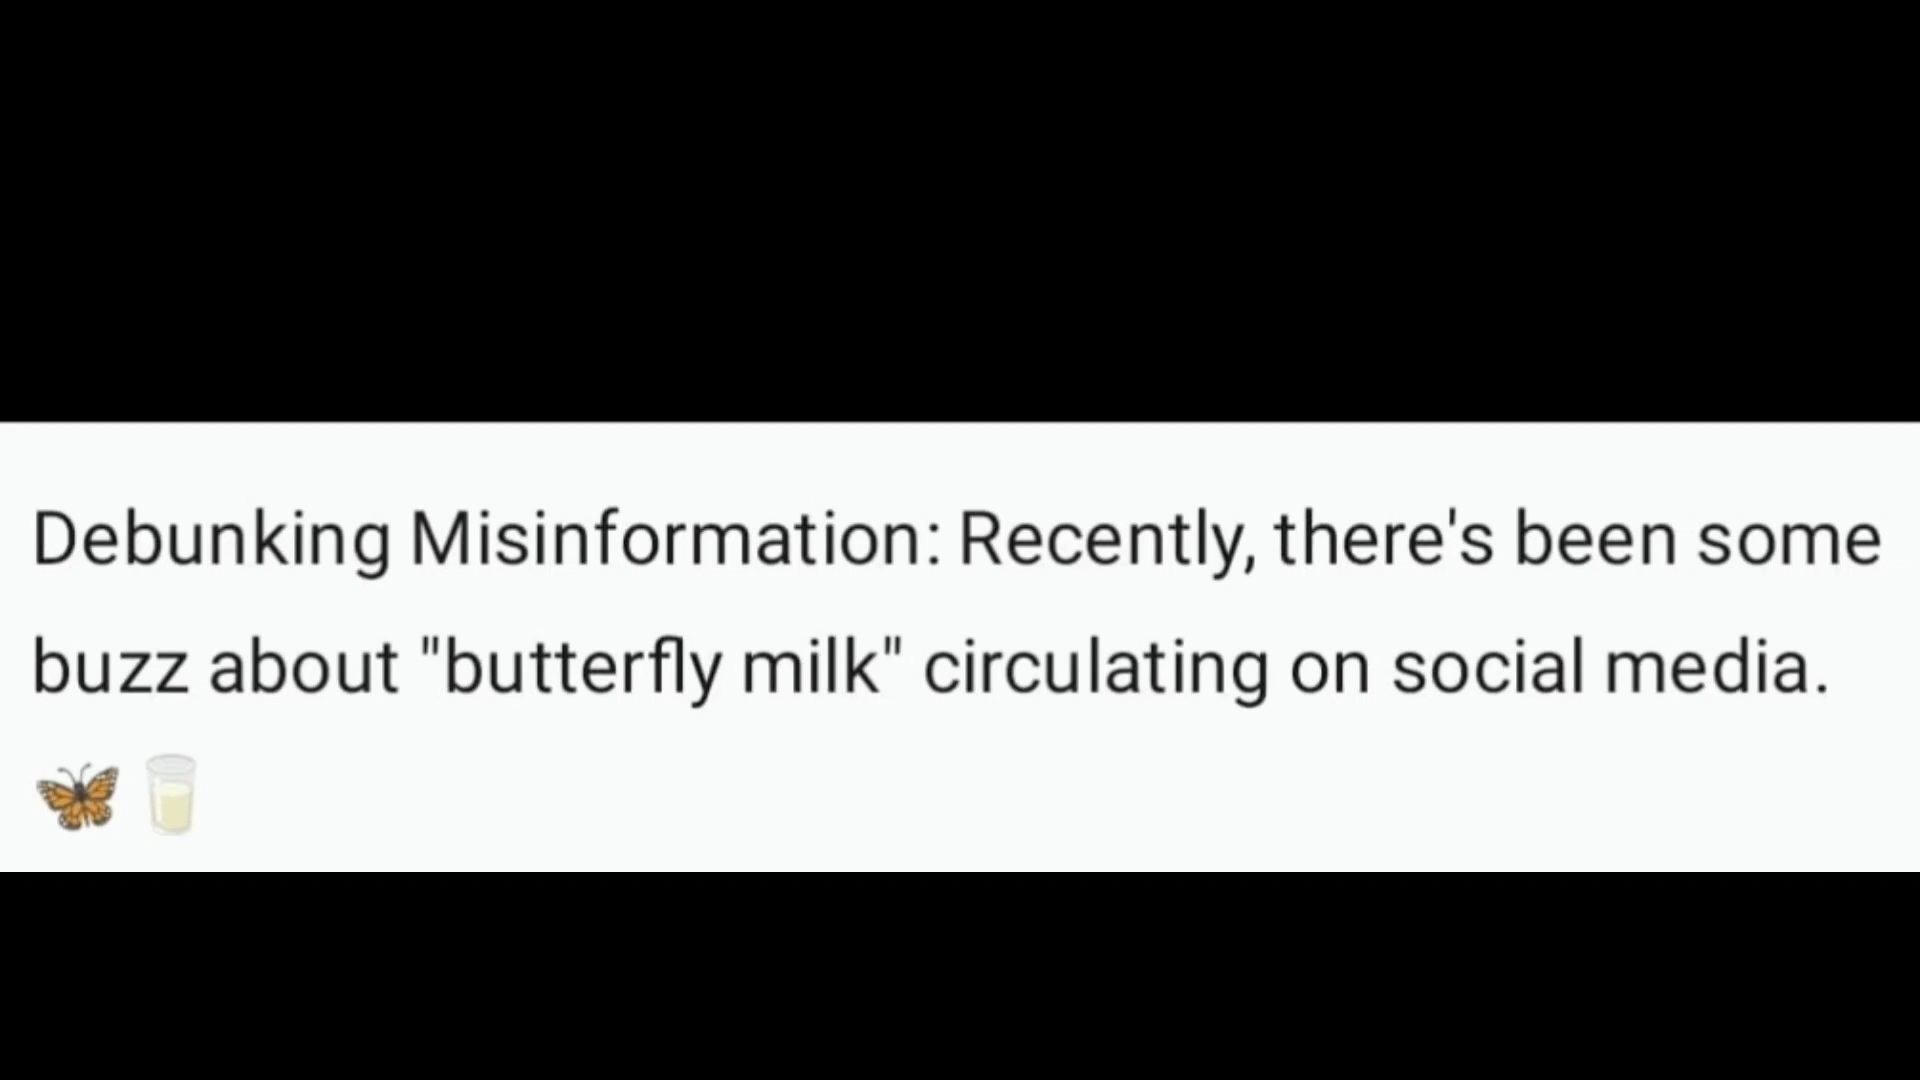 Debunking Misinformation: Recently, there's been some
buzz about "butterfly milk" circulating on social media.
🦋🥛